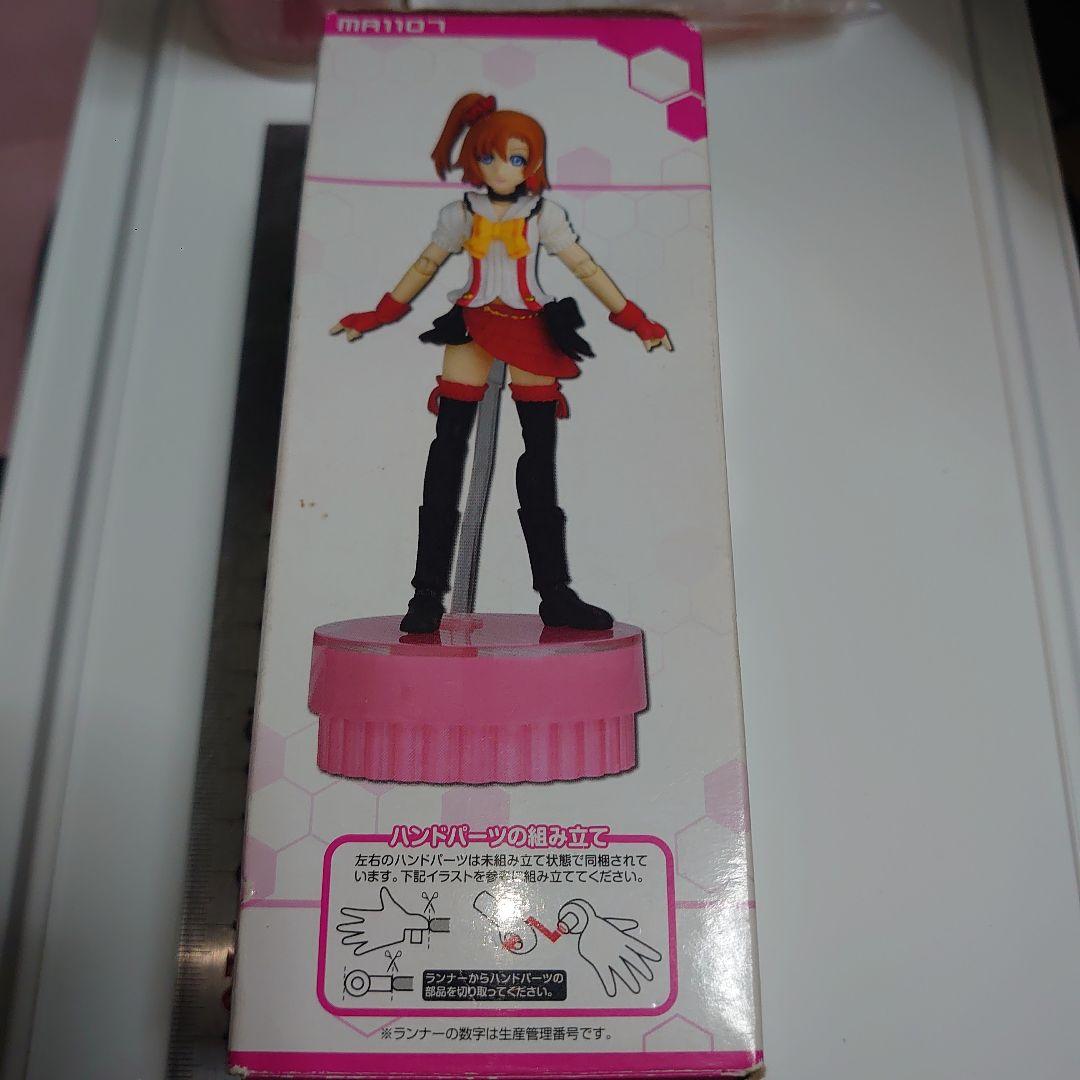 MA1107
ハンドパーツの組み立て
左右のハンドパーツは未組み立て状態で同梱されて
います。下記イラストを参考に組み立ててください。
ランナーからハンドパーツの
部品を切り取ってください。
※ランナーの数字は生産管理番号です。